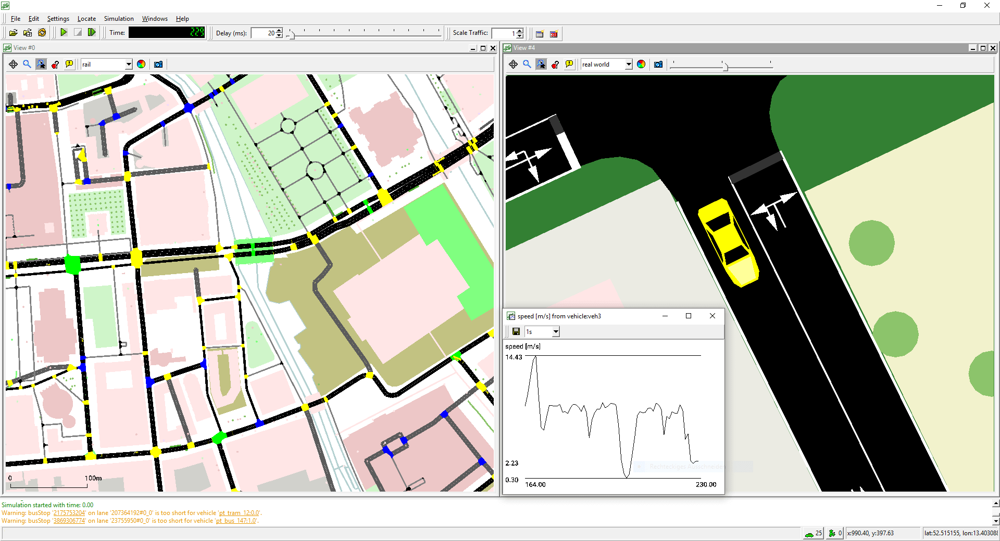 File Edit Settings Locate Simulation Windows Help
Time: 229 Delay (ms): 20 Scale Traffic: 1
View #0
View #4
rail
real world
0 100m
speed [m/s] from vehicle:veh3
1s
speed [m/s]
14.43
2.23
0.30
164.00 230.00
Rechteckiges Ausschneiden
Simulation started with time: 0.00
Warning: busStop '2175753204' on lane '207364192#0_0' is too short for vehicle 'pt_tram_12:0.0'.
Warning: busStop '3869306774' on lane '23755950#0_0' is too short for vehicle 'pt_bus_147:1.0'.
25 0 x:990.40, y:397.63 lat:52.515155, lon:13.403088